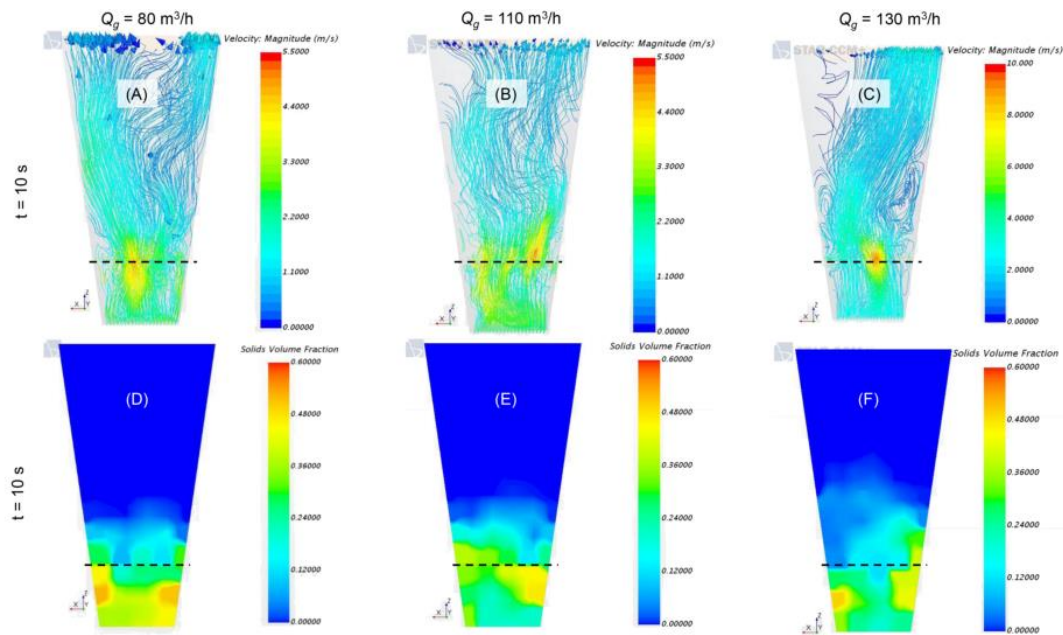 Q_g = 80 m³/h
Q_g = 110 m³/h
Q_g = 130 m³/h
t = 10 s
Velocity: Magnitude (m/s)
5.5000
4.4000
3.3000
2.2000
1.1000
0.00000
(A)
X
Y
Z
Velocity: Magnitude (m/s)
5.5000
4.4000
3.3000
2.2000
1.1000
0.00000
(B)
X
Y
Z
STAR-CCM+
Velocity: Magnitude (m/s)
10.000
8.0000
6.0000
4.0000
2.0000
0.00000
(C)
X
Y
Z
t = 10 s
Solids Volume Fraction
0.60000
0.48000
0.36000
0.24000
0.12000
0.00000
(D)
X
Y
Z
Solids Volume Fraction
0.60000
0.48000
0.36000
0.24000
0.12000
0.00000
(E)
X
Y
Z
Solids Volume Fraction
0.60000
0.48000
0.36000
0.24000
0.12000
0.00000
(F)
X
Y
Z